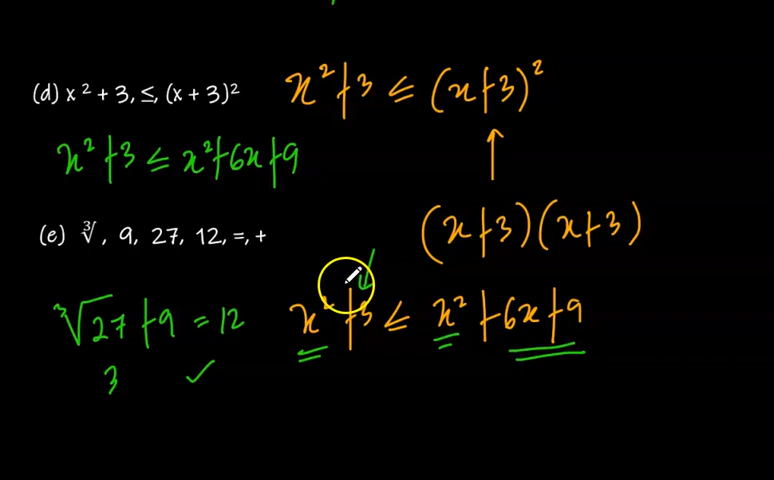 (d) x² + 3, ≤, (x + 3)²
x² + 3 ≤ (x+3)²
x² + 3 ≤ x² + 6x + 9
(x+3)(x+3)
(e) ∛, 9, 27, 12, =, +
∛27 + 9 = 12
x² + 3 ≤ x² + 6x + 9
3 ✓